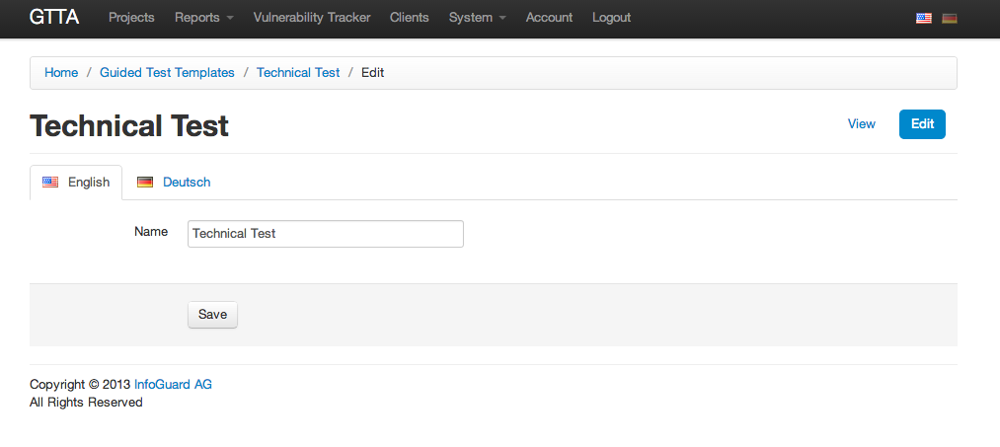 GTTA Projects Reports Vulnerability Tracker Clients System Account Logout
Home / Guided Test Templates / Technical Test / Edit
Technical Test View Edit
English Deutsch
Name Technical Test
Save
Copyright © 2013 InfoGuard AG
All Rights Reserved